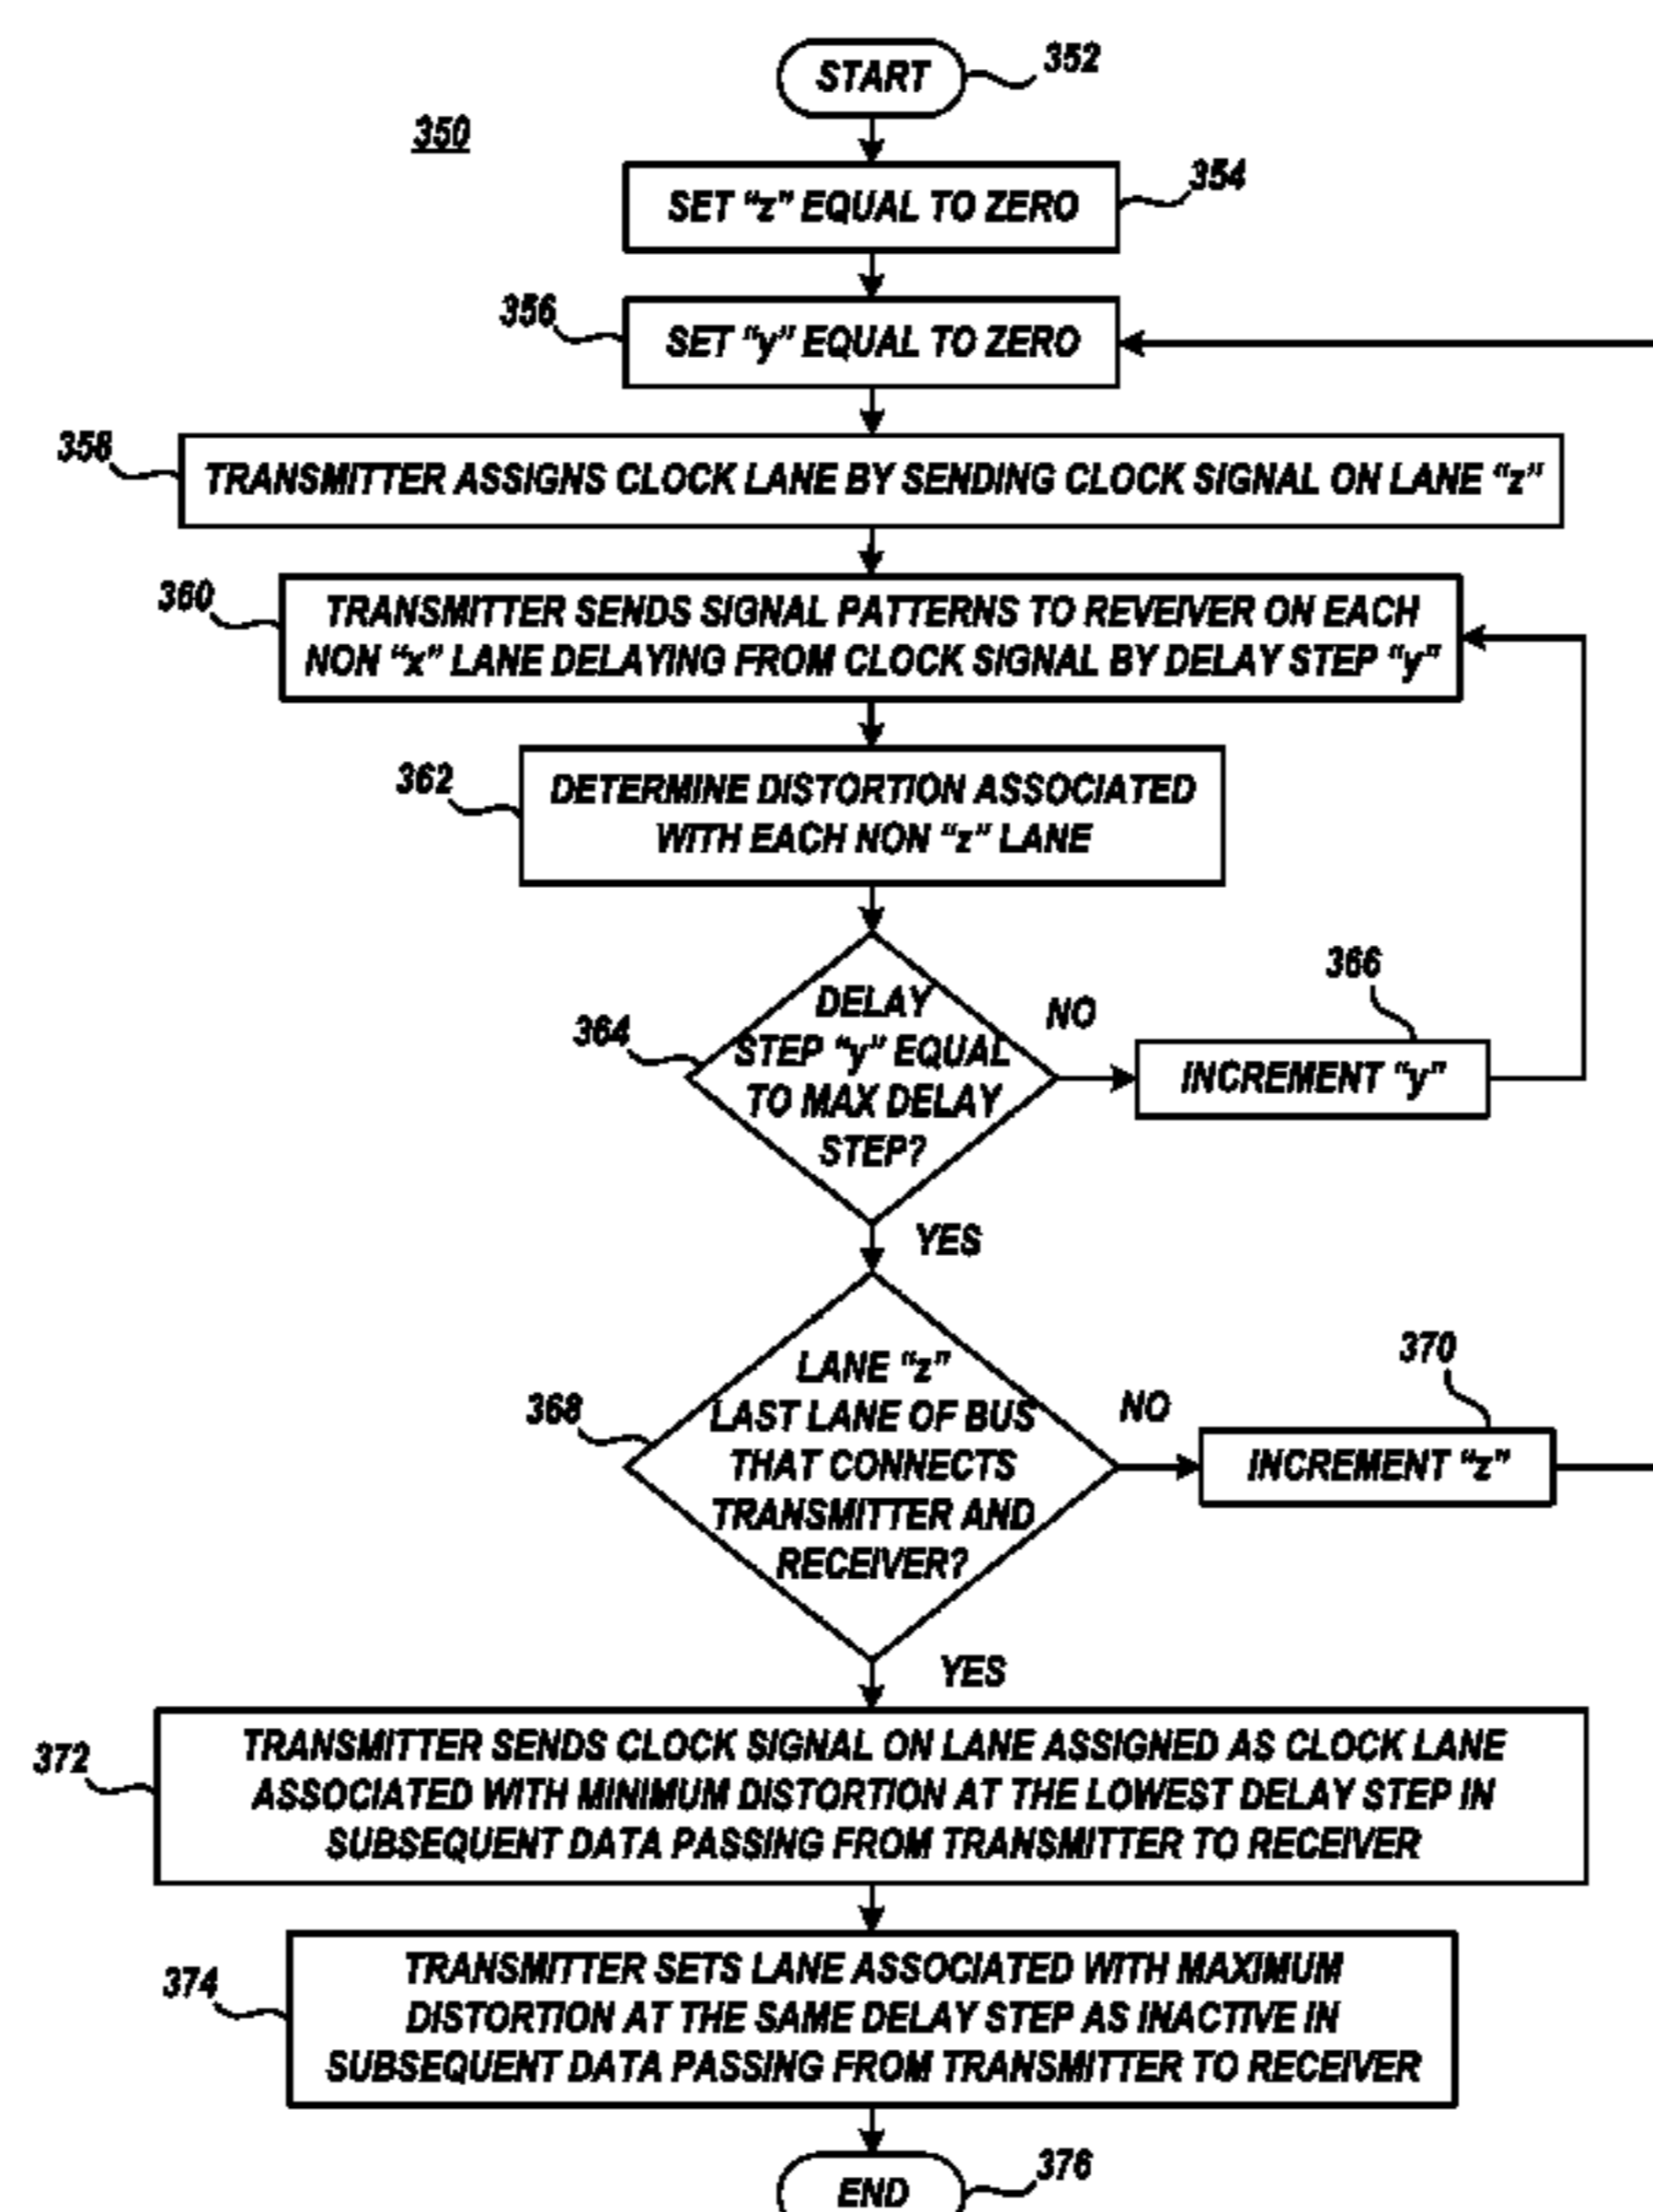 START
352
350
354
SET “z” EQUAL TO ZERO
356
SET “y” EQUAL TO ZERO
358
TRANSMITTER ASSIGNS CLOCK LANE BY SENDING CLOCK SIGNAL ON LANE “z”
360
TRANSMITTER SENDS SIGNAL PATTERNS TO REVEIVER ON EACH
NON “x” LANE DELAYING FROM CLOCK SIGNAL BY DELAY STEP “y”
362
DETERMINE DISTORTION ASSOCIATED
WITH EACH NON “z” LANE
364
DELAY
STEP “y” EQUAL
TO MAX DELAY
STEP?
NO
366
INCREMENT “y”
YES
368
LANE “z”
LAST LANE OF BUS
THAT CONNECTS
TRANSMITTER AND
RECEIVER?
NO
370
INCREMENT “z”
YES
372
TRANSMITTER SENDS CLOCK SIGNAL ON LANE ASSIGNED AS CLOCK LANE
ASSOCIATED WITH MINIMUM DISTORTION AT THE LOWEST DELAY STEP IN
SUBSEQUENT DATA PASSING FROM TRANSMITTER TO RECEIVER
374
TRANSMITTER SETS LANE ASSOCIATED WITH MAXIMUM
DISTORTION AT THE SAME DELAY STEP AS INACTIVE IN
SUBSEQUENT DATA PASSING FROM TRANSMITTER TO RECEIVER
376
END